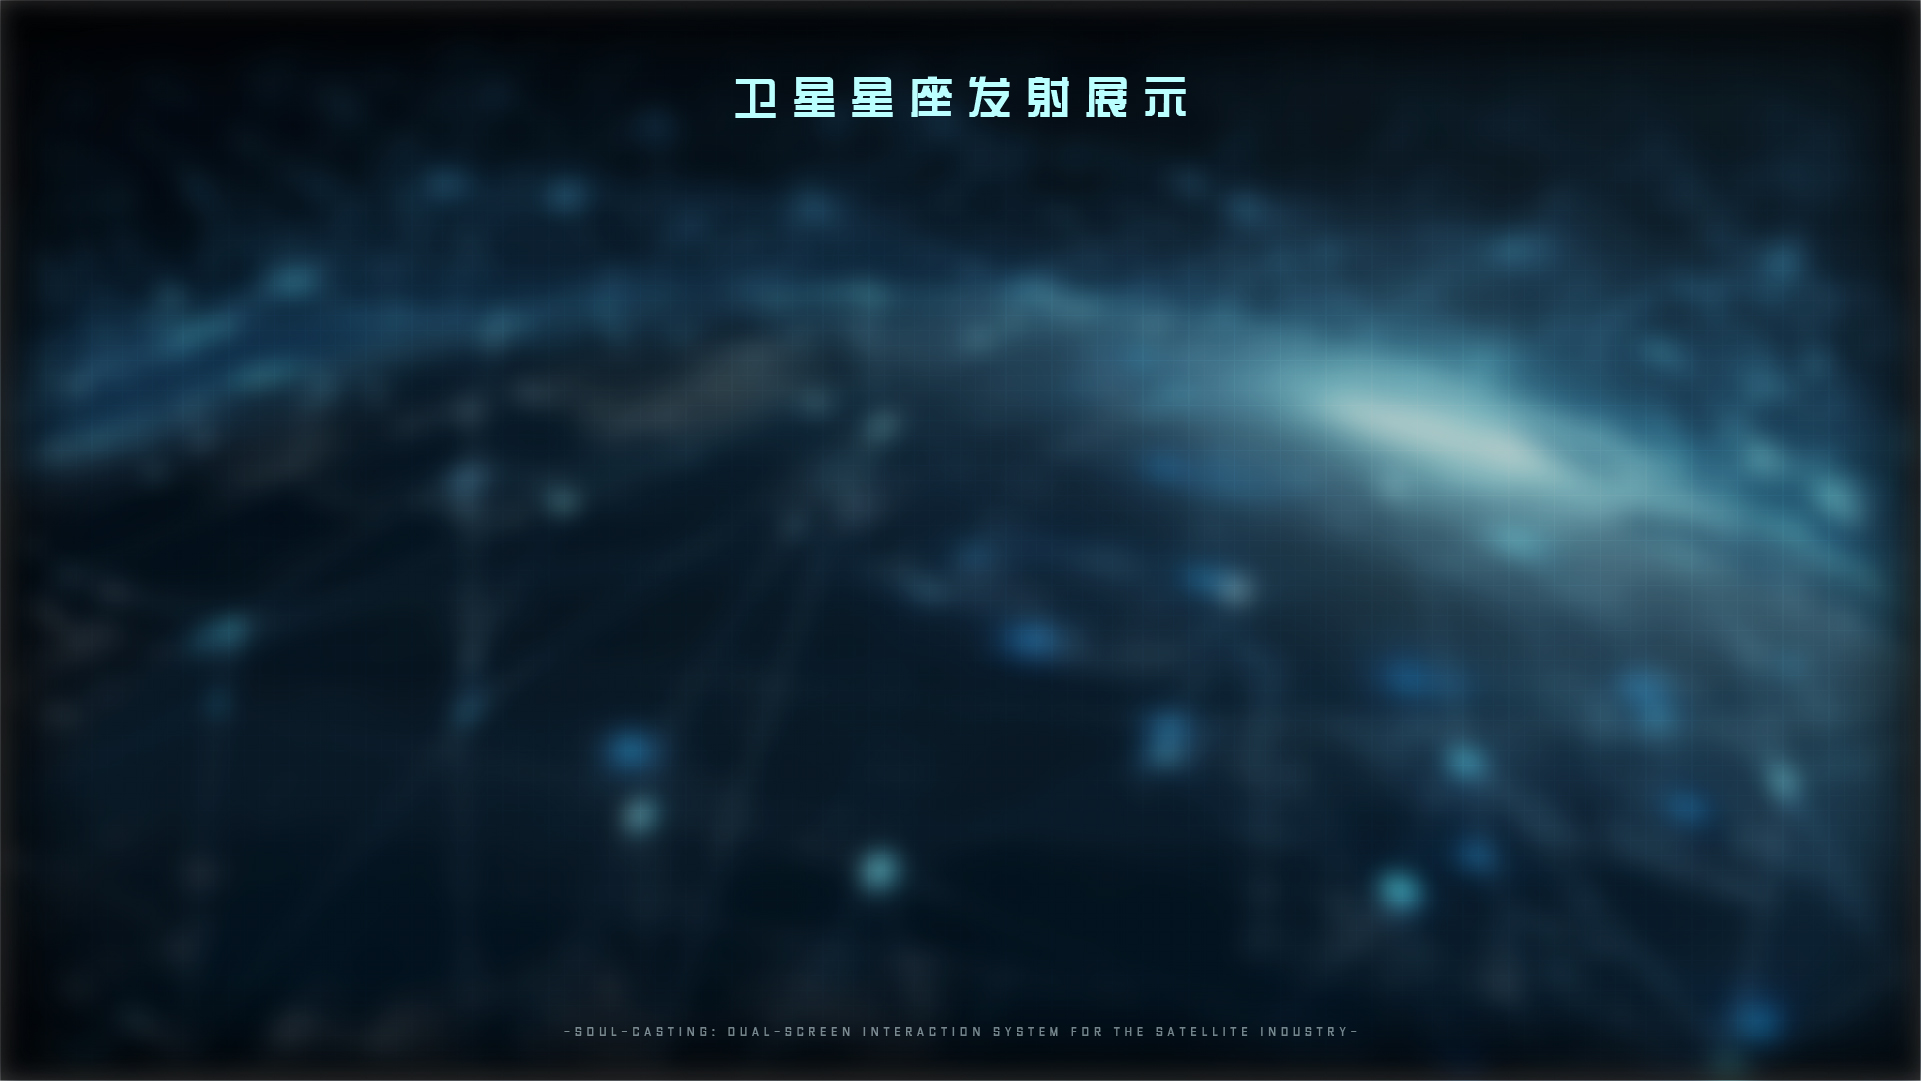 卫星星座发射展示
-SOUL-CASTING: DUAL-SCREEN INTERACTION SYSTEM FOR THE SATELLITE INDUSTRY-